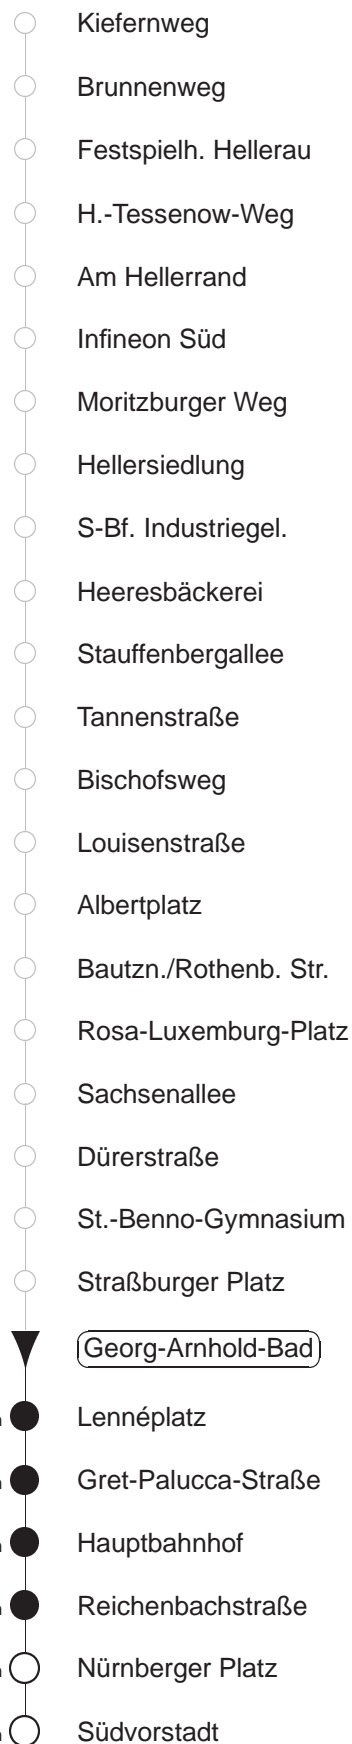 Kiefernweg
Brunnenweg
Festspielh. Hellerau
H.-Tessenow-Weg
Am Hellerrand
Infineon Süd
Moritzburger Weg
Hellersiedlung
S-Bf. Industriegel.
Heeresbäckerei
Stauffenbergallee
Tannenstraße
Bischofsweg
Louisenstraße
Albertplatz
Bautzn./Rothenb. Str.
Rosa-Luxemburg-Platz
Sachsenallee
Dürerstraße
St.-Benno-Gymnasium
Straßburger Platz
Georg-Arnhold-Bad
Lennéplatz
Gret-Palucca-Straße
Hauptbahnhof
Reichenbachstraße
Nürnberger Platz
Südvorstadt